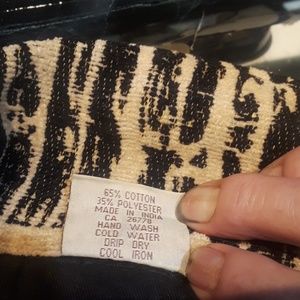 65% COTTON
35% POLYESTER
MADE IN INDIA
CA 26778
HAND WASH
COLD WATER
DRIP DRY
COOL IRON